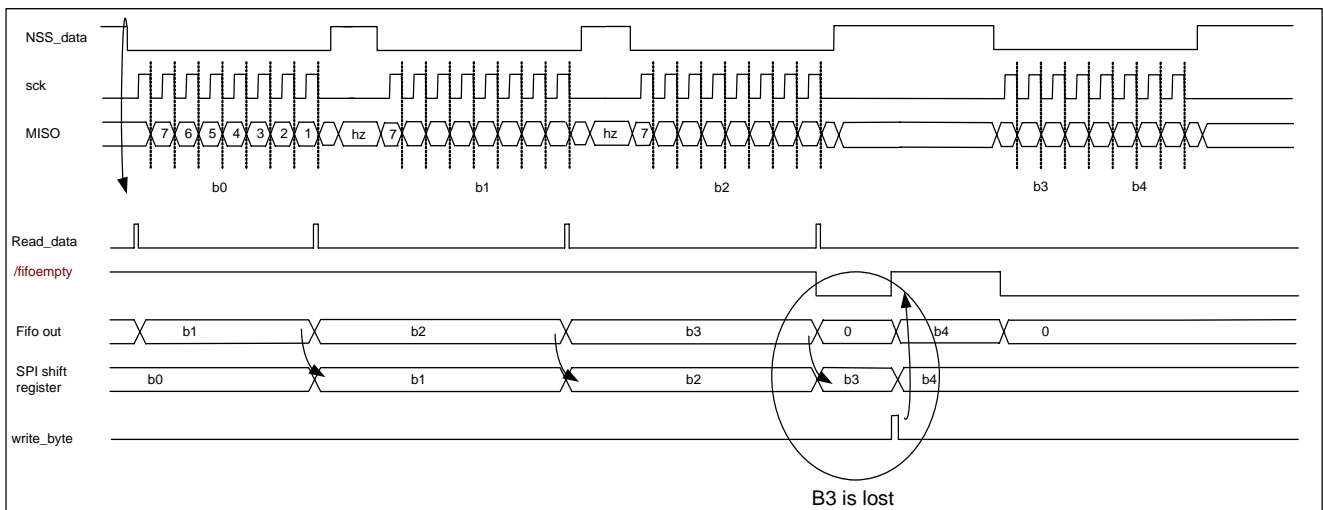 NSS_data
sck
MISO
7 6 5 4 3 2 1 hz 7 hz 7
b0 b1 b2 b3 b4
Read_data
/fifoempty
Fifo out b1 b2 b3 0 b4 0
SPI shift
register
b0 b1 b2 b3 b4
write_byte
B3 is lost